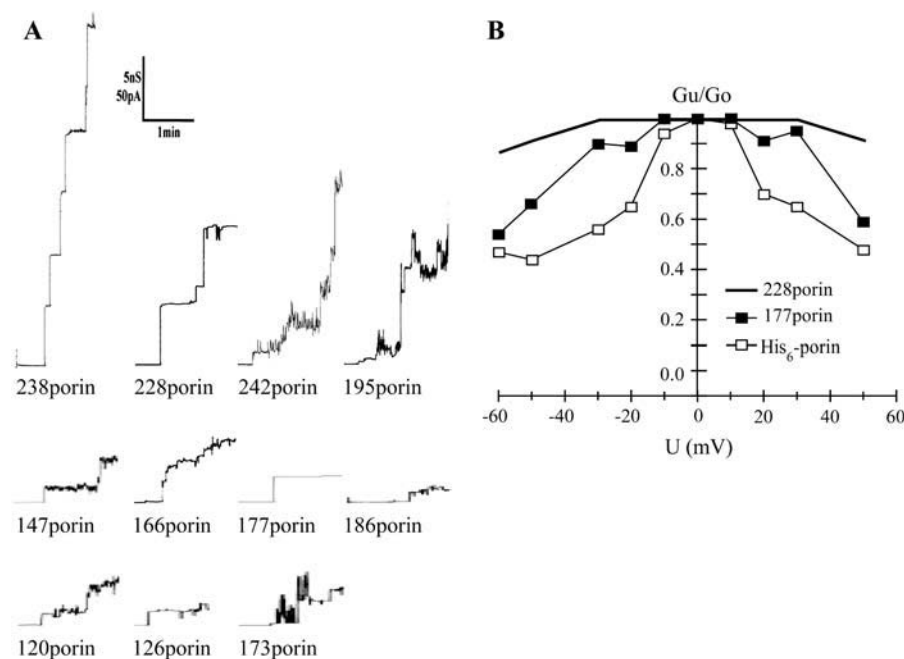 A
5nS
50pA
1min
238porin
228porin
242porin
195porin
147porin
166porin
177porin
186porin
120porin
126porin
173porin
B
Gu/Go
0.8
0.6
0.4
0.2
0.0
228porin
177porin
His6-porin
-60 -40 -20 0 20 40 60
U (mV)